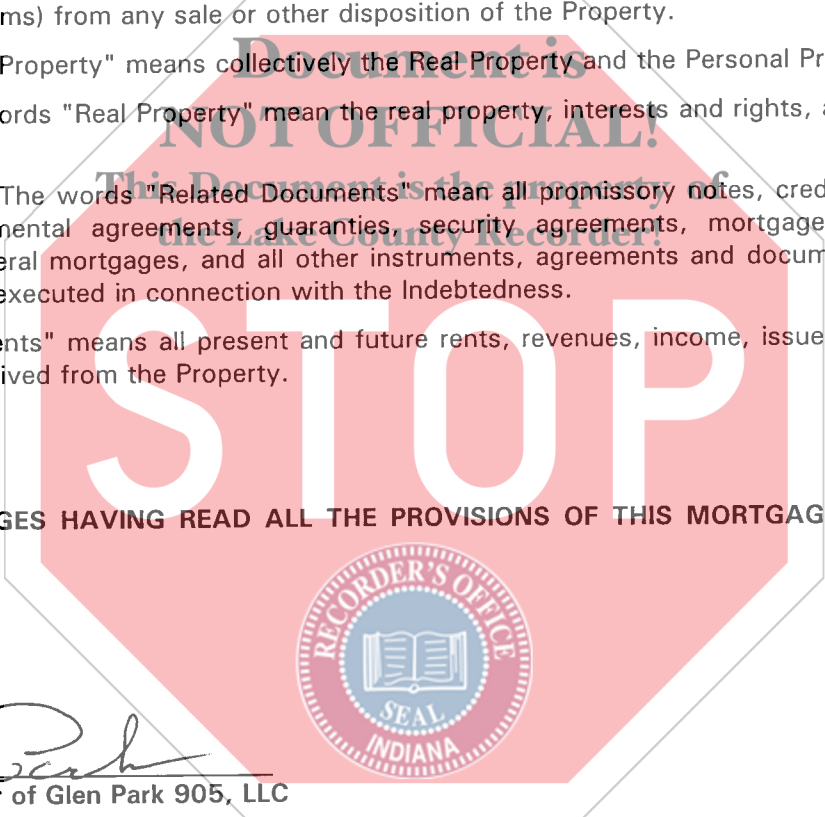 ms) from any sale or other disposition of the Property.
Document is
Property" means collectively the Real Property and the Personal Pr
ords "Real Property" mean the real property, interests and rights, a
NOT OFFICIAL!
The words "Related Documents" mean all promissory notes, cred
This Document is the property of
mental agreements, guaranties, security agreements, mortgage
the Lake County Recorder!
eral mortgages, and all other instruments, agreements and docum
executed in connection with the Indebtedness.
ents" means all present and future rents, revenues, income, issue
ived from the Property.
STOP
GES HAVING READ ALL THE PROVISIONS OF THIS MORTGAG
RECORDER'S OFFICE
SEAL
INDIANA
of Glen Park 905, LLC